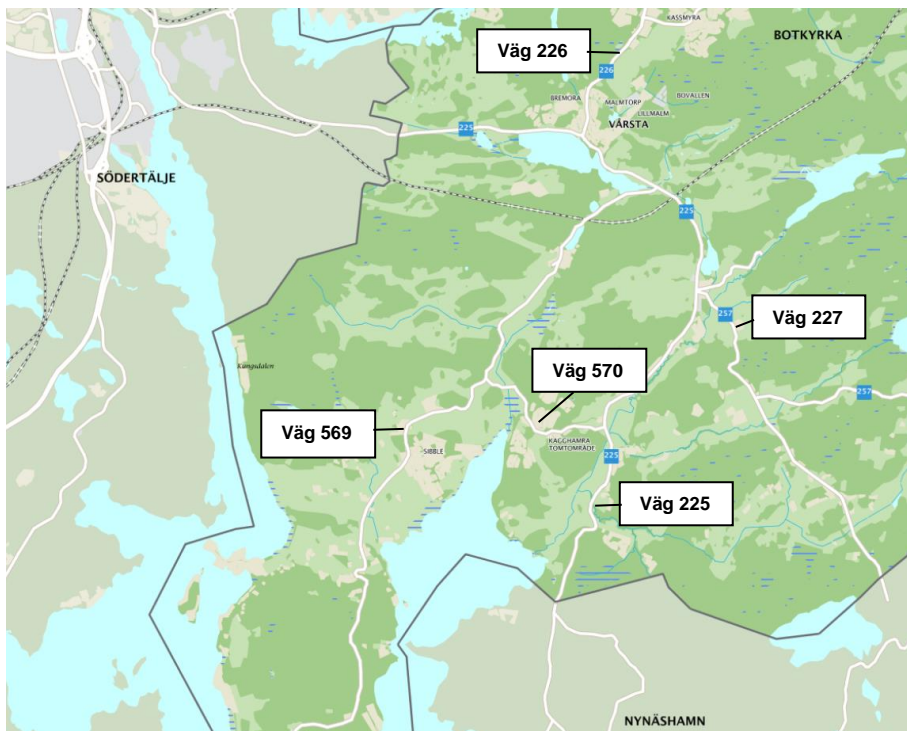 KASSMYRA
BOTKYRKA
Väg 226
226
BREMORA
MALMTORP
BOVALLEN
LILLMALM
VÅRSTA
225
SÖDERTÄLJE
225
257
Väg 227
Kångsdalen
Väg 570
257
Väg 569
KAGGHAMRA
TOMTOMRÅDE
SIBBLE
225
Väg 225
NYNÄSHAMN